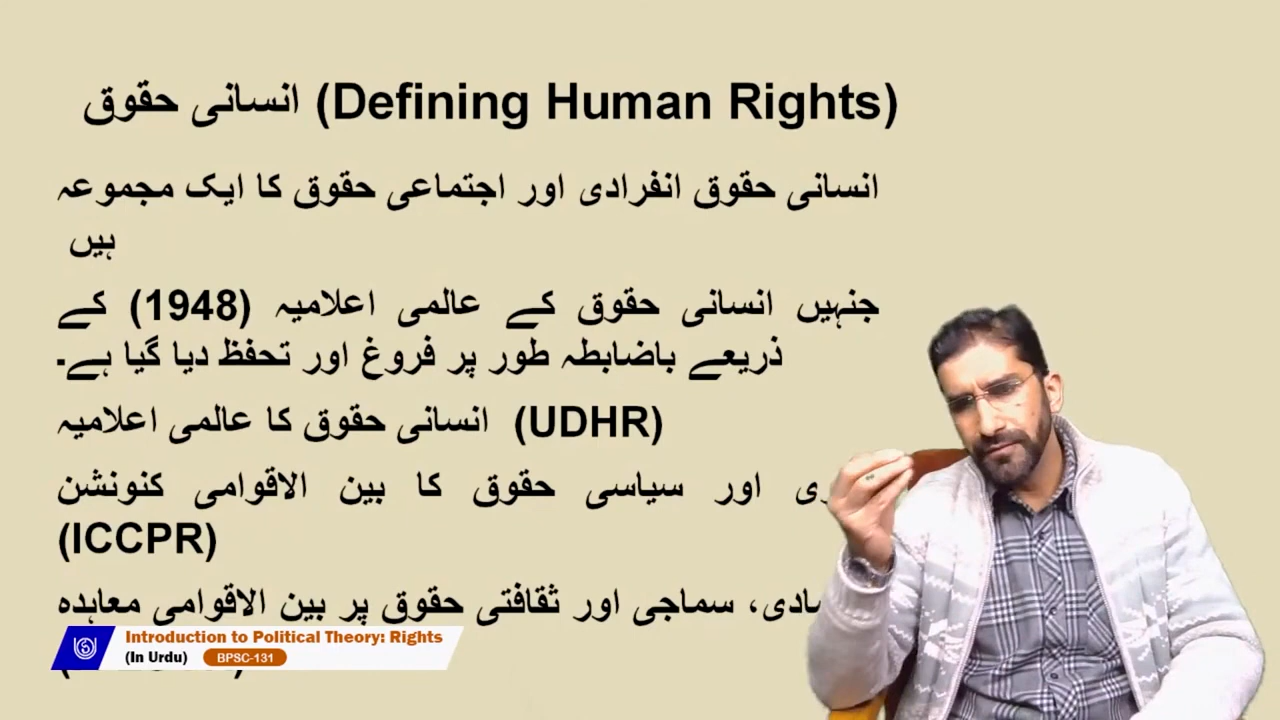 انسانی حقوق (Defining Human Rights)
انسانی حقوق انفرادی اور اجتماعی حقوق کا ایک مجموعہ
ہیں
جنہیں انسانی حقوق کے عالمی اعلامیہ (1948) کے
ذریعے باضابطہ طور پر فروغ اور تحفظ دیا گیا ہے۔
انسانی حقوق کا عالمی اعلامیہ (UDHR)
اور سیاسی حقوق کا بین الاقوامی کنونشن
(ICCPR)
سماجی اور ثقافتی حقوق پر بین الاقوامی معاہدہ
Introduction to Political Theory: Rights
(In Urdu) BPSC-131